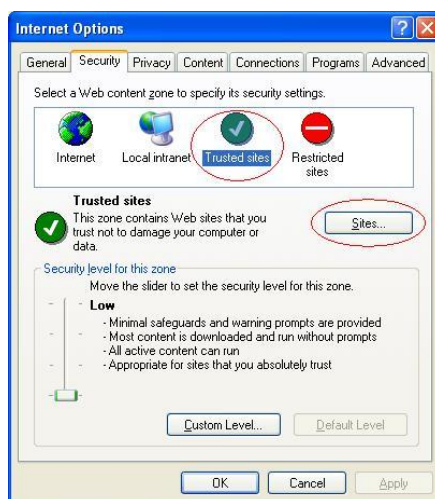 Internet Options
General Security Privacy Content Connections Programs Advanced
Select a Web content zone to specify its security settings.
Internet Local intranet Trusted sites Restricted sites
Trusted sites
This zone contains Web sites that you
trust not to damage your computer or
data.
Sites...
Security level for this zone
Move the slider to set the security level for this zone.
Low
- Minimal safeguards and warning prompts are provided
- Most content is downloaded and run without prompts
- All active content can run
- Appropriate for sites that you absolutely trust
Custom Level... Default Level
OK Cancel Apply